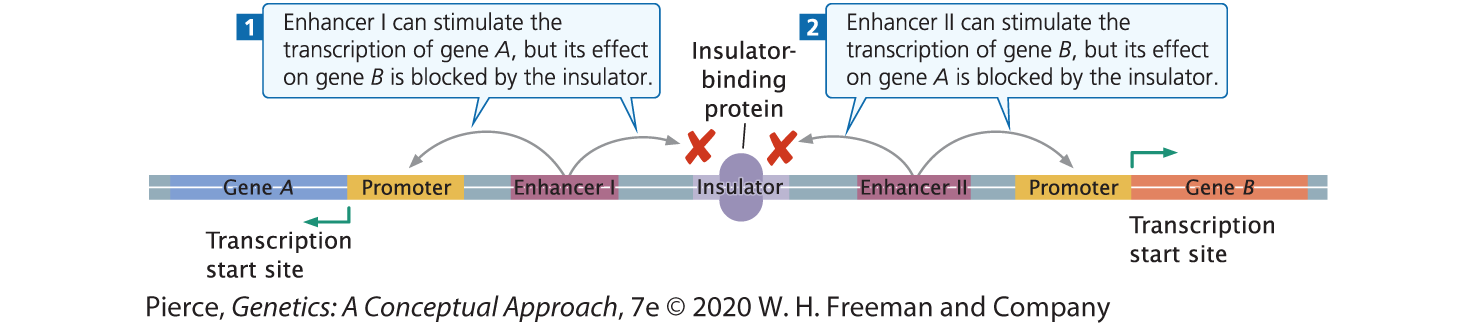 1
Enhancer I can stimulate the
transcription of gene A, but its effect
on gene B is blocked by the insulator.
Insulator-
binding
protein
2
Enhancer II can stimulate the
transcription of gene B, but its effect
on gene A is blocked by the insulator.
Gene A Promoter Enhancer I Insulator Enhancer II Promoter Gene B
Transcription
start site
Transcription
start site
Pierce, Genetics: A Conceptual Approach, 7e © 2020 W. H. Freeman and Company